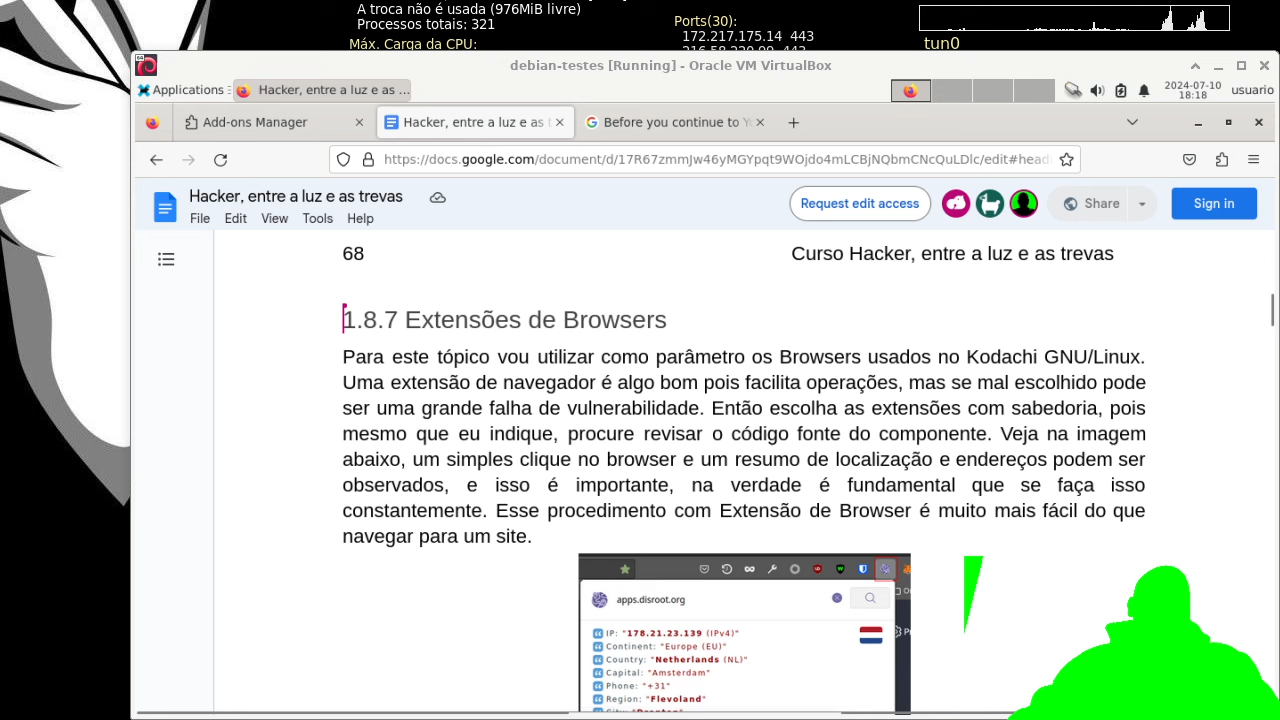 A troca não é usada (976MiB livre)
Processos totais: 321
Máx. Carga da CPU:
Ports(30):
172.217.175.14 443
tun0
debian-testes [Running] - Oracle VM VirtualBox
Applications
Hacker, entre a luz e as ...
2024-07-10
18:18
usuario
Add-ons Manager
Hacker, entre a luz e as t
Before you continue to Yo
https://docs.google.com/document/d/17R67zmmJw46yMGYpqt9WOjdo4mLCBjNQbmCNcQuLDlc/edit#head
Hacker, entre a luz e as trevas
File Edit View Tools Help
Request edit access
Share
Sign in
68 Curso Hacker, entre a luz e as trevas
1.8.7 Extensões de Browsers
Para este tópico vou utilizar como parâmetro os Browsers usados no Kodachi GNU/Linux.
Uma extensão de navegador é algo bom pois facilita operações, mas se mal escolhido pode
ser uma grande falha de vulnerabilidade. Então escolha as extensões com sabedoria, pois
mesmo que eu indique, procure revisar o código fonte do componente. Veja na imagem
abaixo, um simples clique no browser e um resumo de localização e endereços podem ser
observados, e isso é importante, na verdade é fundamental que se faça isso
constantemente. Esse procedimento com Extensão de Browser é muito mais fácil do que
navegar para um site.
apps.disroot.org
IP: "178.21.23.139 (IPv4)"
Continent: "Europe (EU)"
Country: "Netherlands (NL)"
Capital: "Amsterdam"
Phone: "+31"
Region: "Flevoland"